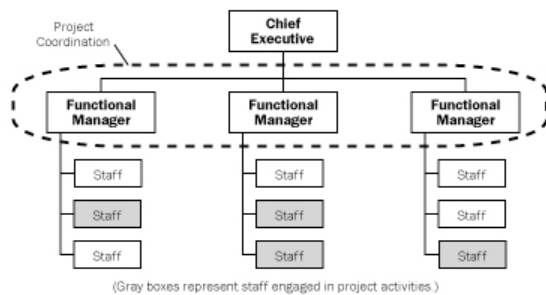 Project
Coordination
Chief
Executive
Functional
Manager
Functional
Manager
Functional
Manager
Staff
Staff
Staff
Staff
Staff
Staff
Staff
Staff
Staff
(Gray boxes represent staff engaged in project activities.)